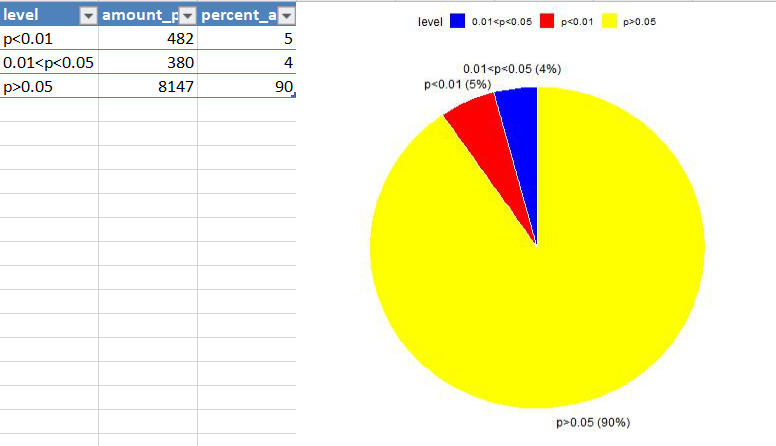 level amount_p percent_a
p<0.01 482 5
0.01<p<0.05 380 4
p>0.05 8147 90
level 0.01<p<0.05 p<0.01 p>0.05
0.01<p<0.05 (4%)
p<0.01 (5%)
p>0.05 (90%)